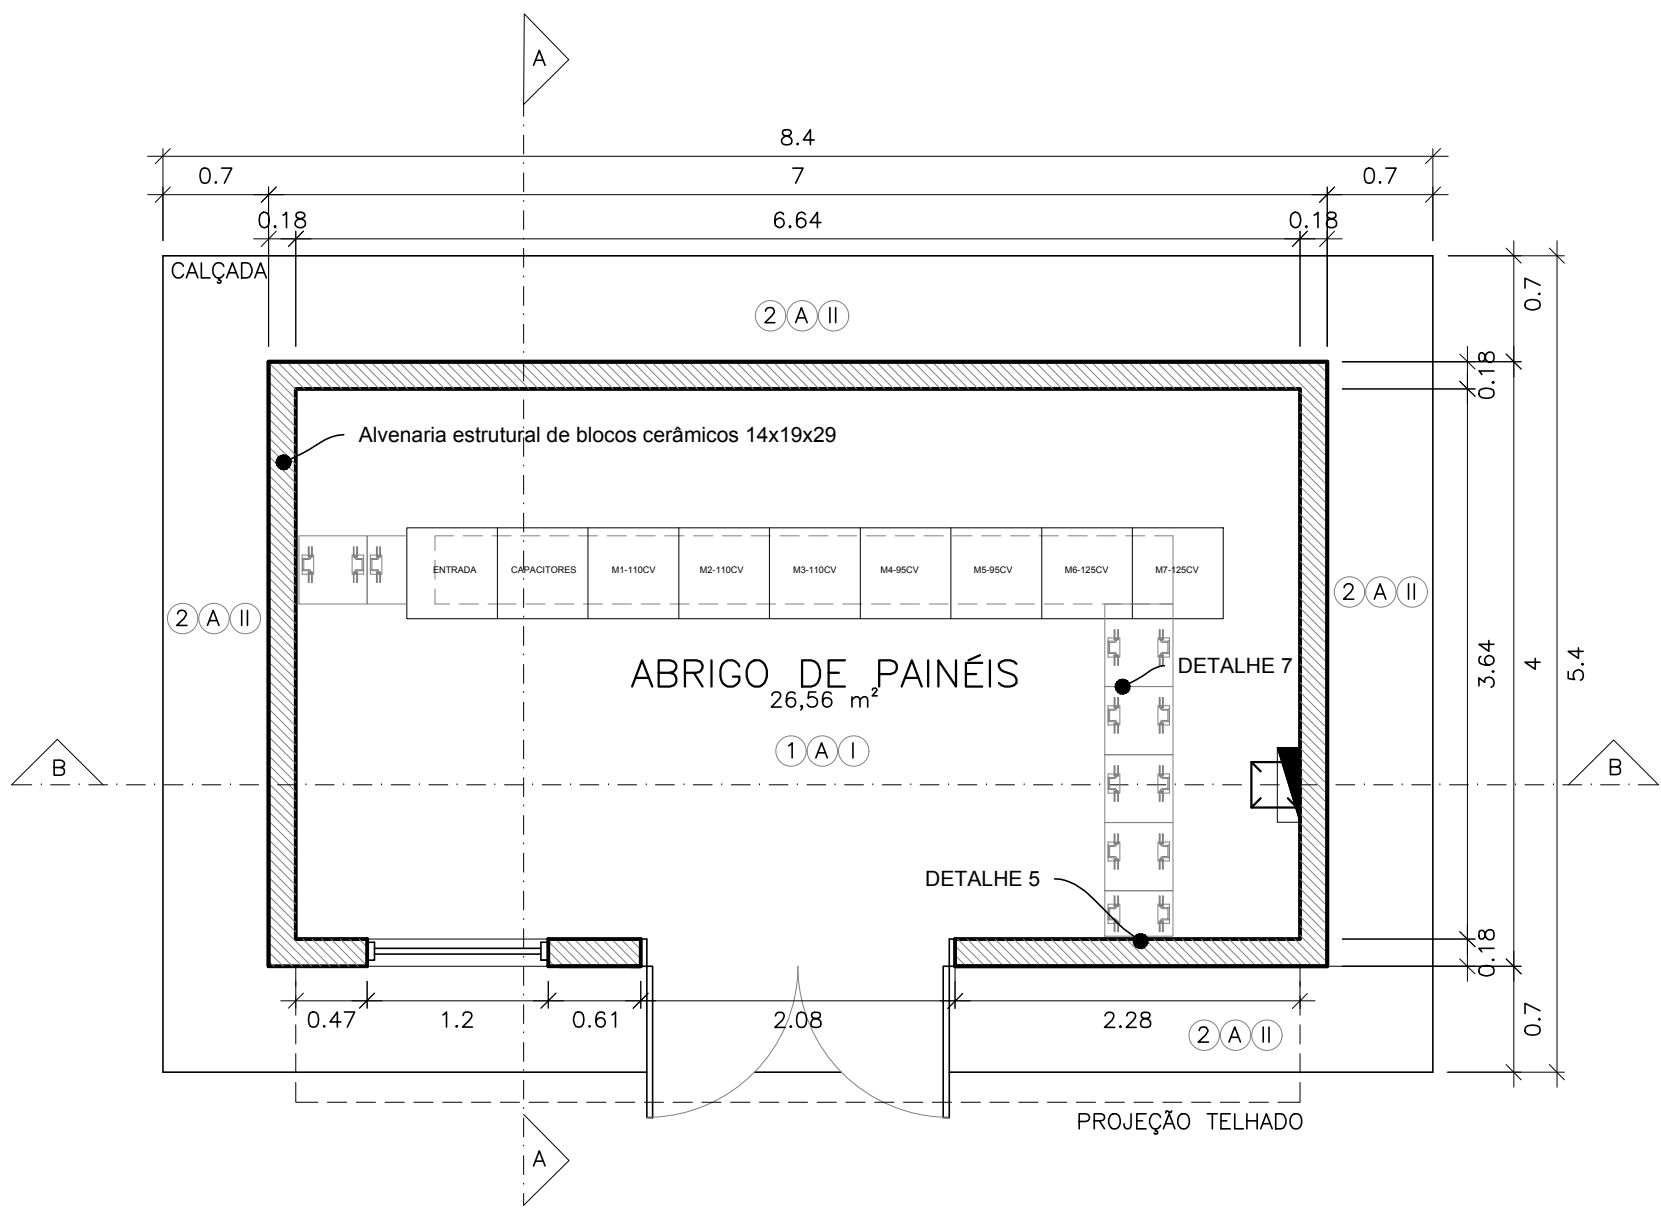 A
8.4
0.7 7 0.7
0.18 6.64 0.18
CALÇADA
0.7
2 A II
0.18
Alvenaria estrutural de blocos cerâmicos 14x19x29
ENTRADA CAPACITORES M1-110CV M2-110CV M3-110CV M4-95CV M5-95CV M6-125CV M7-125CV
2 A II
2 A II
ABRIGO DE PAINÉIS
26,56 m²
DETALHE 7
3.64 4 5.4
1 A I
B
B
DETALHE 5
0.18
0.47 1.2 0.61 2.08 2.28
0.7
2 A II
PROJEÇÃO TELHADO
A